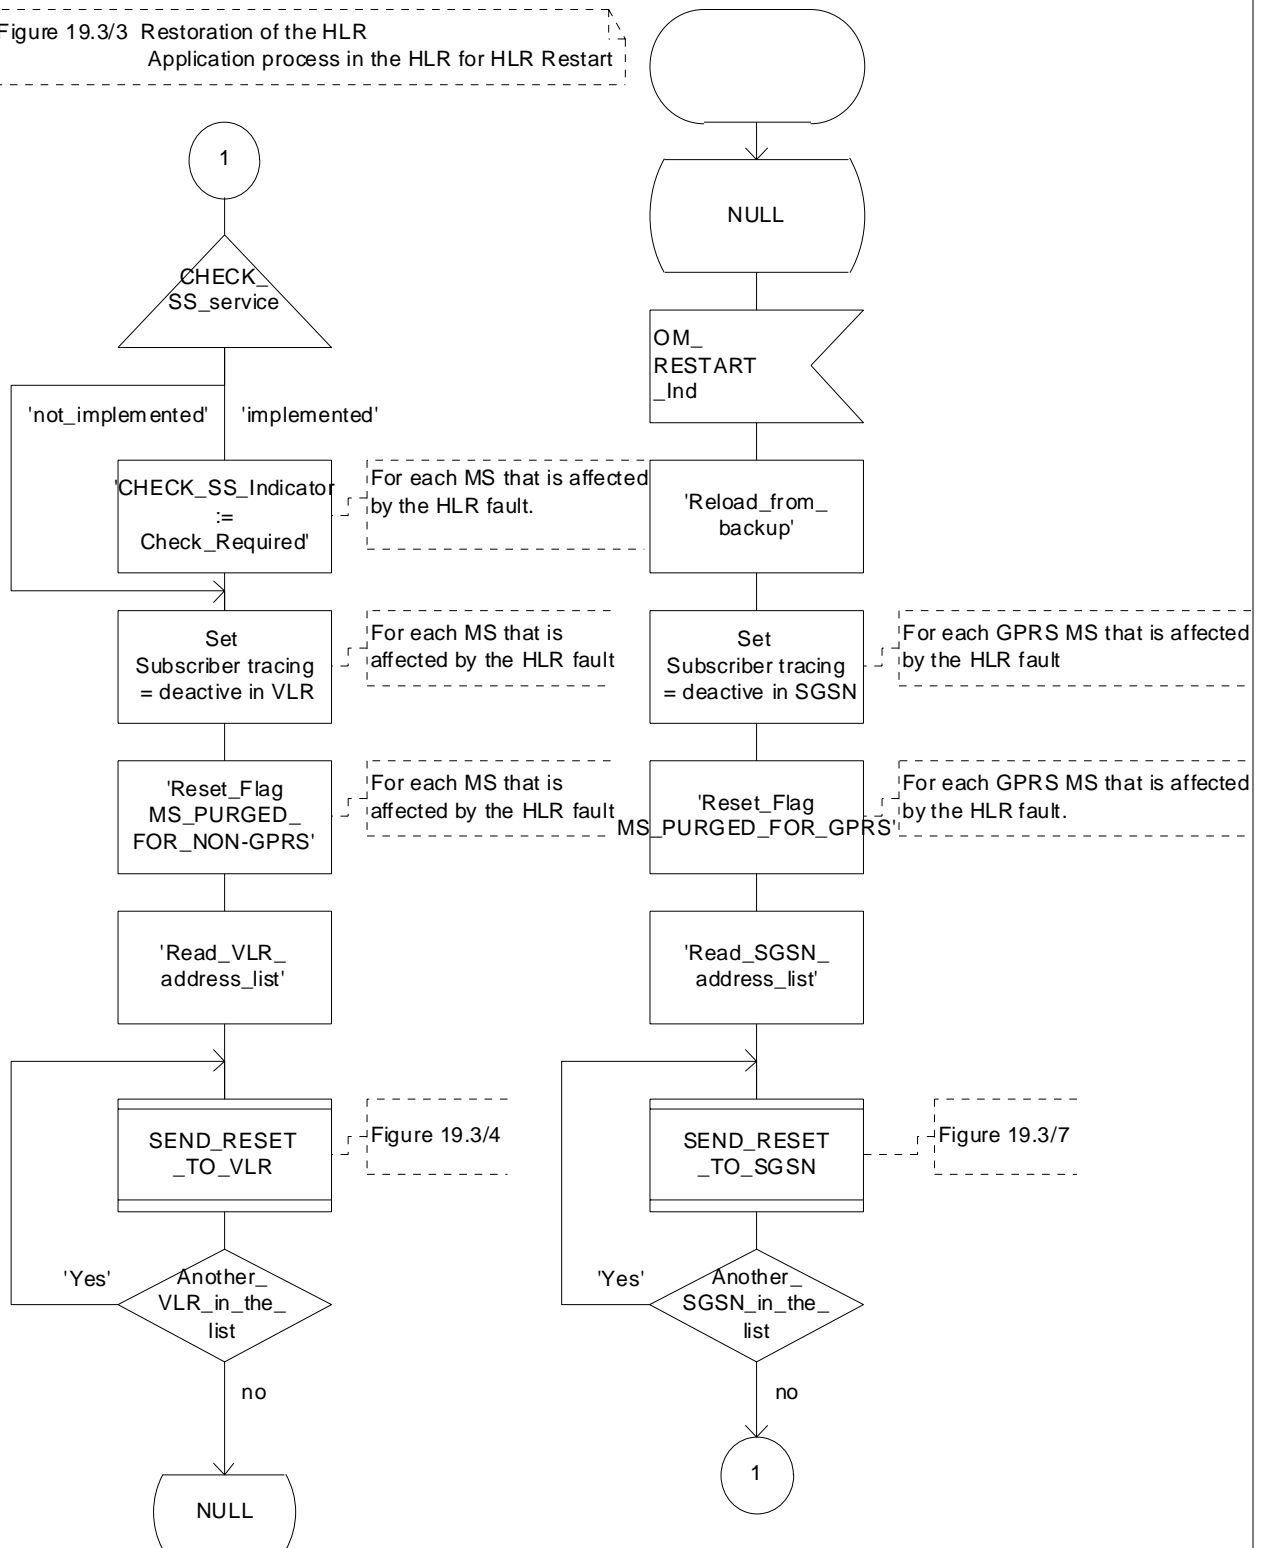 Figure 19.3/3 Restoration of the HLR
Application process in the HLR for HLR Restart
1
CHECK_
SS_service
'not_implemented'
'implemented'
'CHECK_SS_Indicator
:=
Check_Required'
For each MS that is affected
by the HLR fault.
Set
Subscriber tracing
= deactive in VLR
For each MS that is
affected by the HLR fault
'Reset_Flag
MS_PURGED_
FOR_NON-GPRS'
For each MS that is
affected by the HLR fault
'Read_VLR_
address_list'
SEND_RESET
_TO_VLR
Figure 19.3/4
'Yes'
Another_
VLR_in_the_
list
no
NULL
NULL
OM_
RESTART
_Ind
'Reload_from_
backup'
Set
Subscriber tracing
= deactive in SGSN
For each GPRS MS that is affected
by the HLR fault
'Reset_Flag
MS_PURGED_FOR_GPRS'
For each GPRS MS that is affected
by the HLR fault.
'Read_SGSN_
address_list'
SEND_RESET
_TO_SGSN
Figure 19.3/7
'Yes'
Another_
SGSN_in_the_
list
no
1